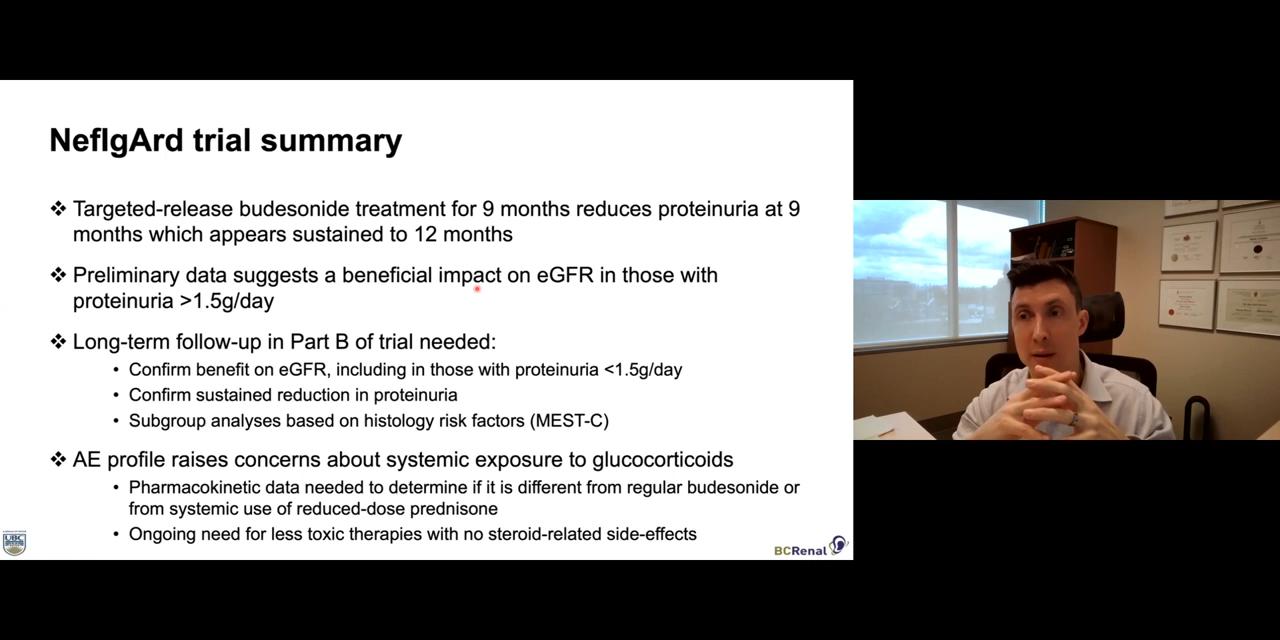 NefIgArd trial summary
❖ Targeted-release budesonide treatment for 9 months reduces proteinuria at 9
months which appears sustained to 12 months
❖ Preliminary data suggests a beneficial impact on eGFR in those with
proteinuria >1.5g/day
❖ Long-term follow-up in Part B of trial needed:
• Confirm benefit on eGFR, including in those with proteinuria <1.5g/day
• Confirm sustained reduction in proteinuria
• Subgroup analyses based on histology risk factors (MEST-C)
❖ AE profile raises concerns about systemic exposure to glucocorticoids
• Pharmacokinetic data needed to determine if it is different from regular budesonide or
from systemic use of reduced-dose prednisone
• Ongoing need for less toxic therapies with no steroid-related side-effects
UBC
BCRenal